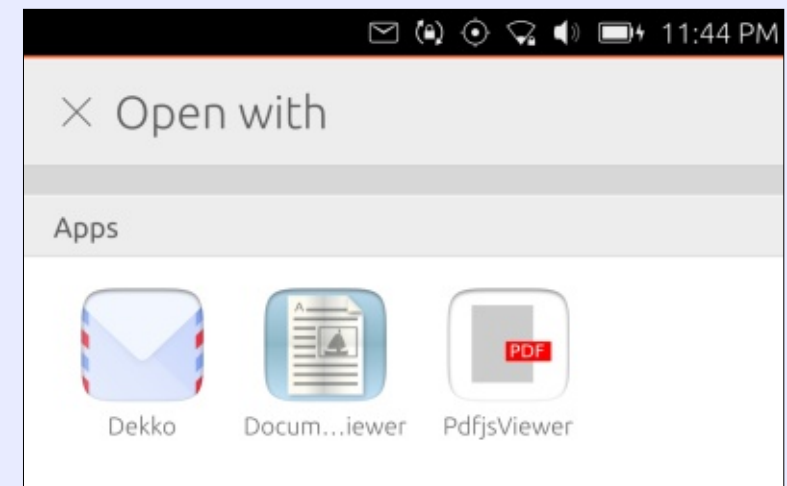 11:44 PM
× Open with
Apps
A
PDF
Dekko Docum...iewer PdfjsViewer